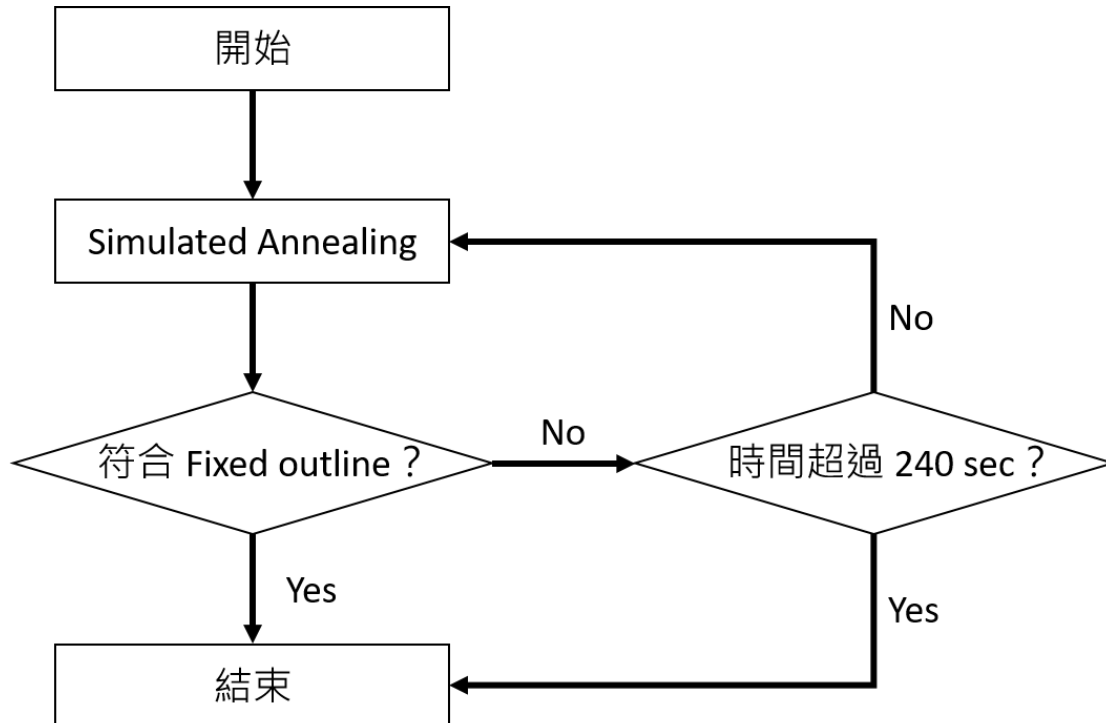 開始
Simulated Annealing
No
符合 Fixed outline？
No
時間超過 240 sec？
Yes
Yes
結束